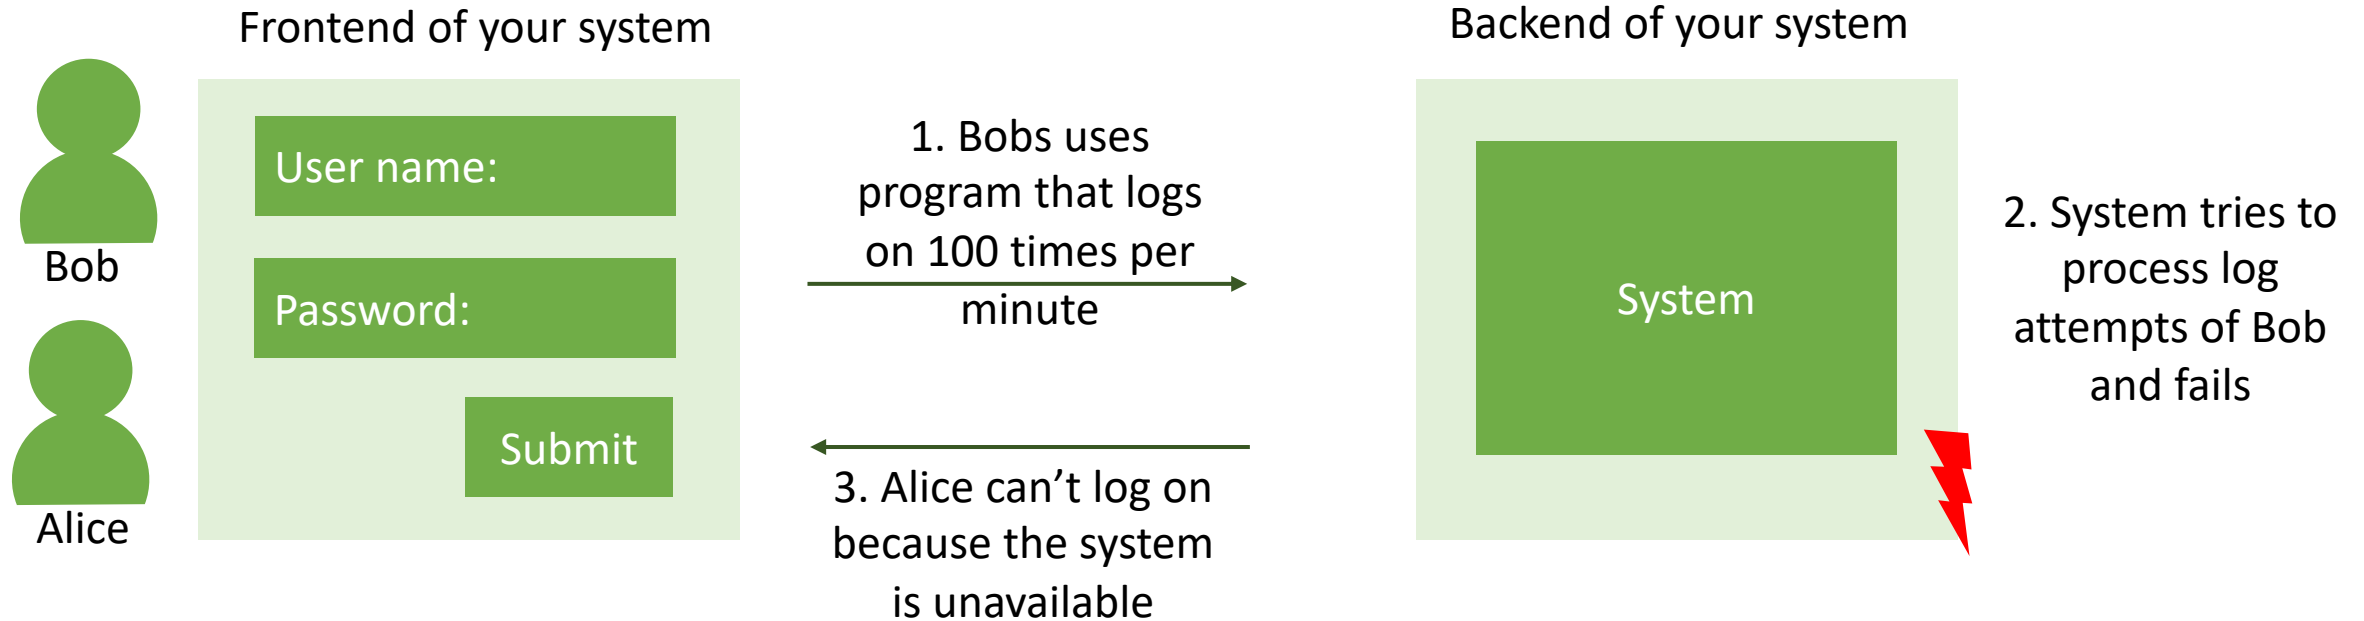 Frontend of your system
Backend of your system
Bob
Alice
User name:
Password:
Submit
1. Bobs uses
program that logs
on 100 times per
minute
3. Alice can’t log on
because the system
is unavailable
System
2. System tries to
process log
attempts of Bob
and fails